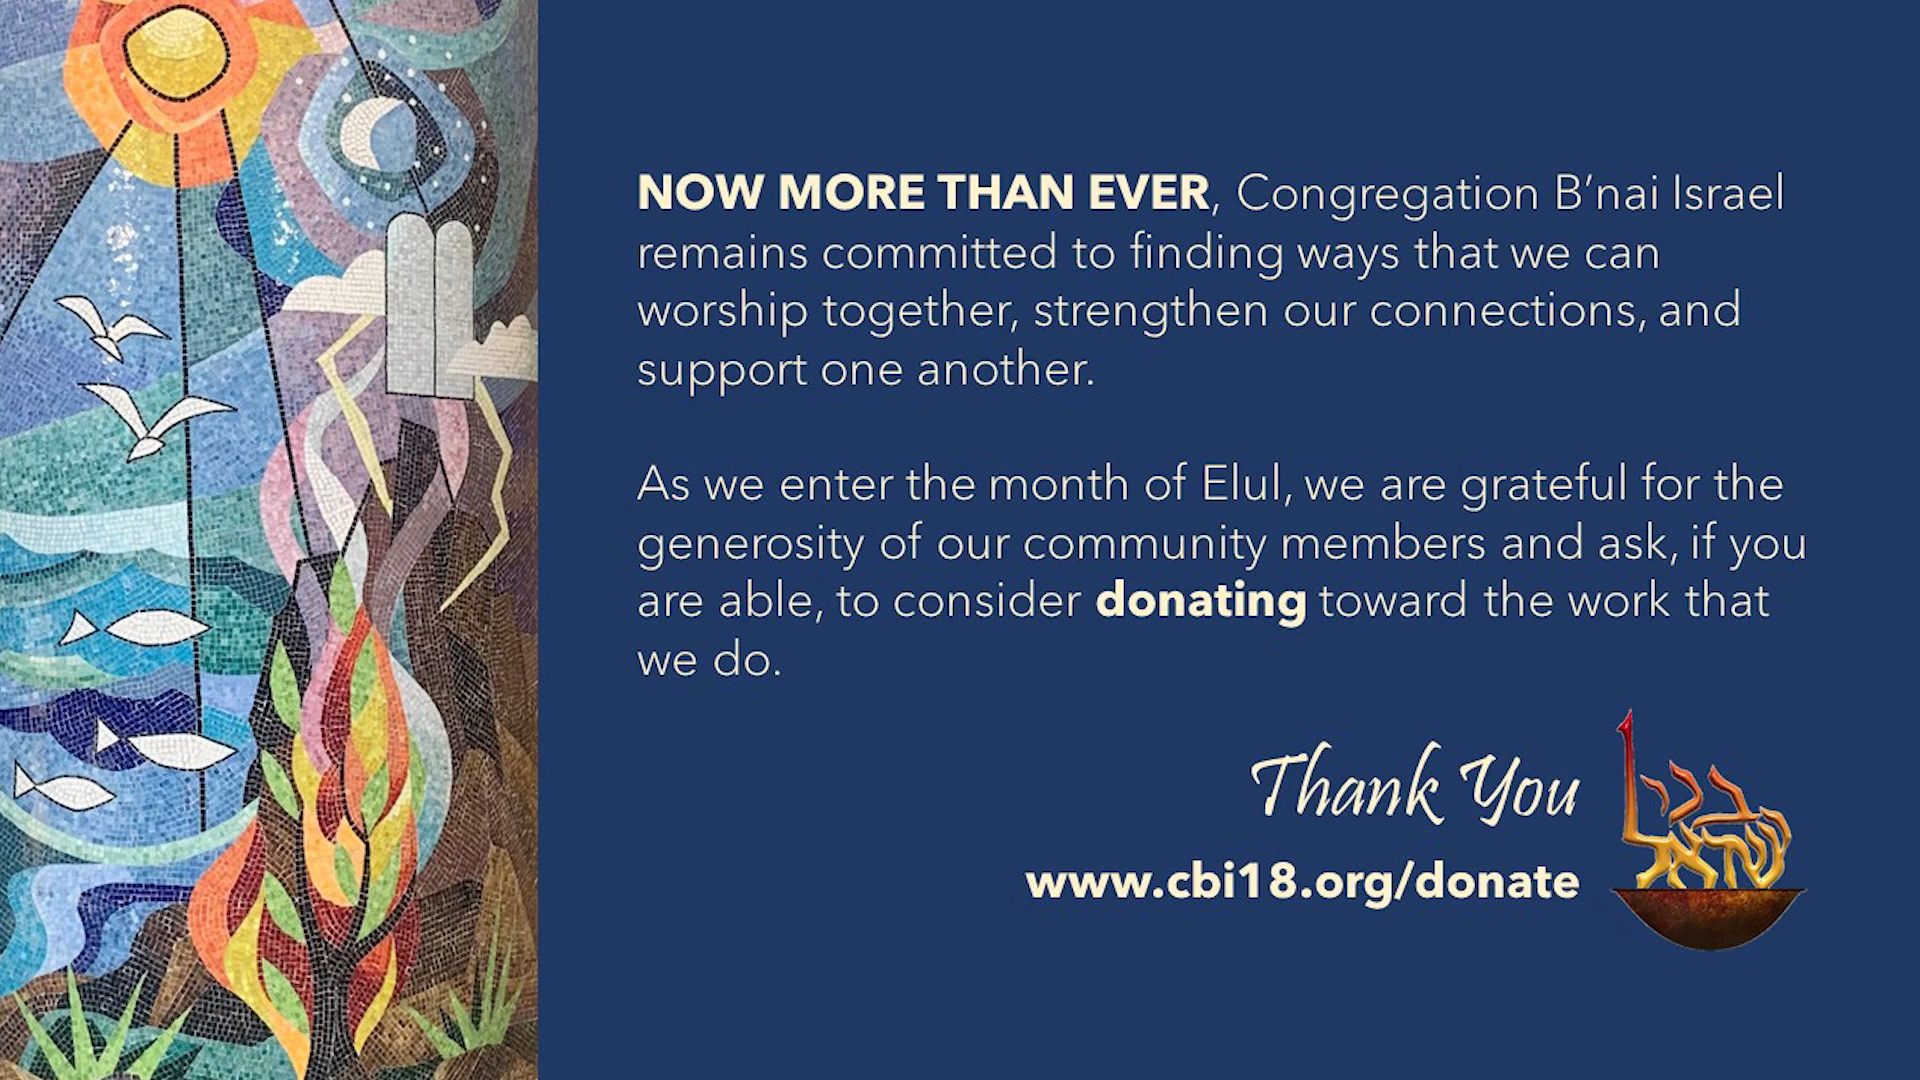 NOW MORE THAN EVER, Congregation B’nai Israel
remains committed to finding ways that we can
worship together, strengthen our connections, and
support one another.
As we enter the month of Elul, we are grateful for the
generosity of our community members and ask, if you
are able, to consider donating toward the work that
we do.
Thank You
www.cbi18.org/donate
בני
ישראל